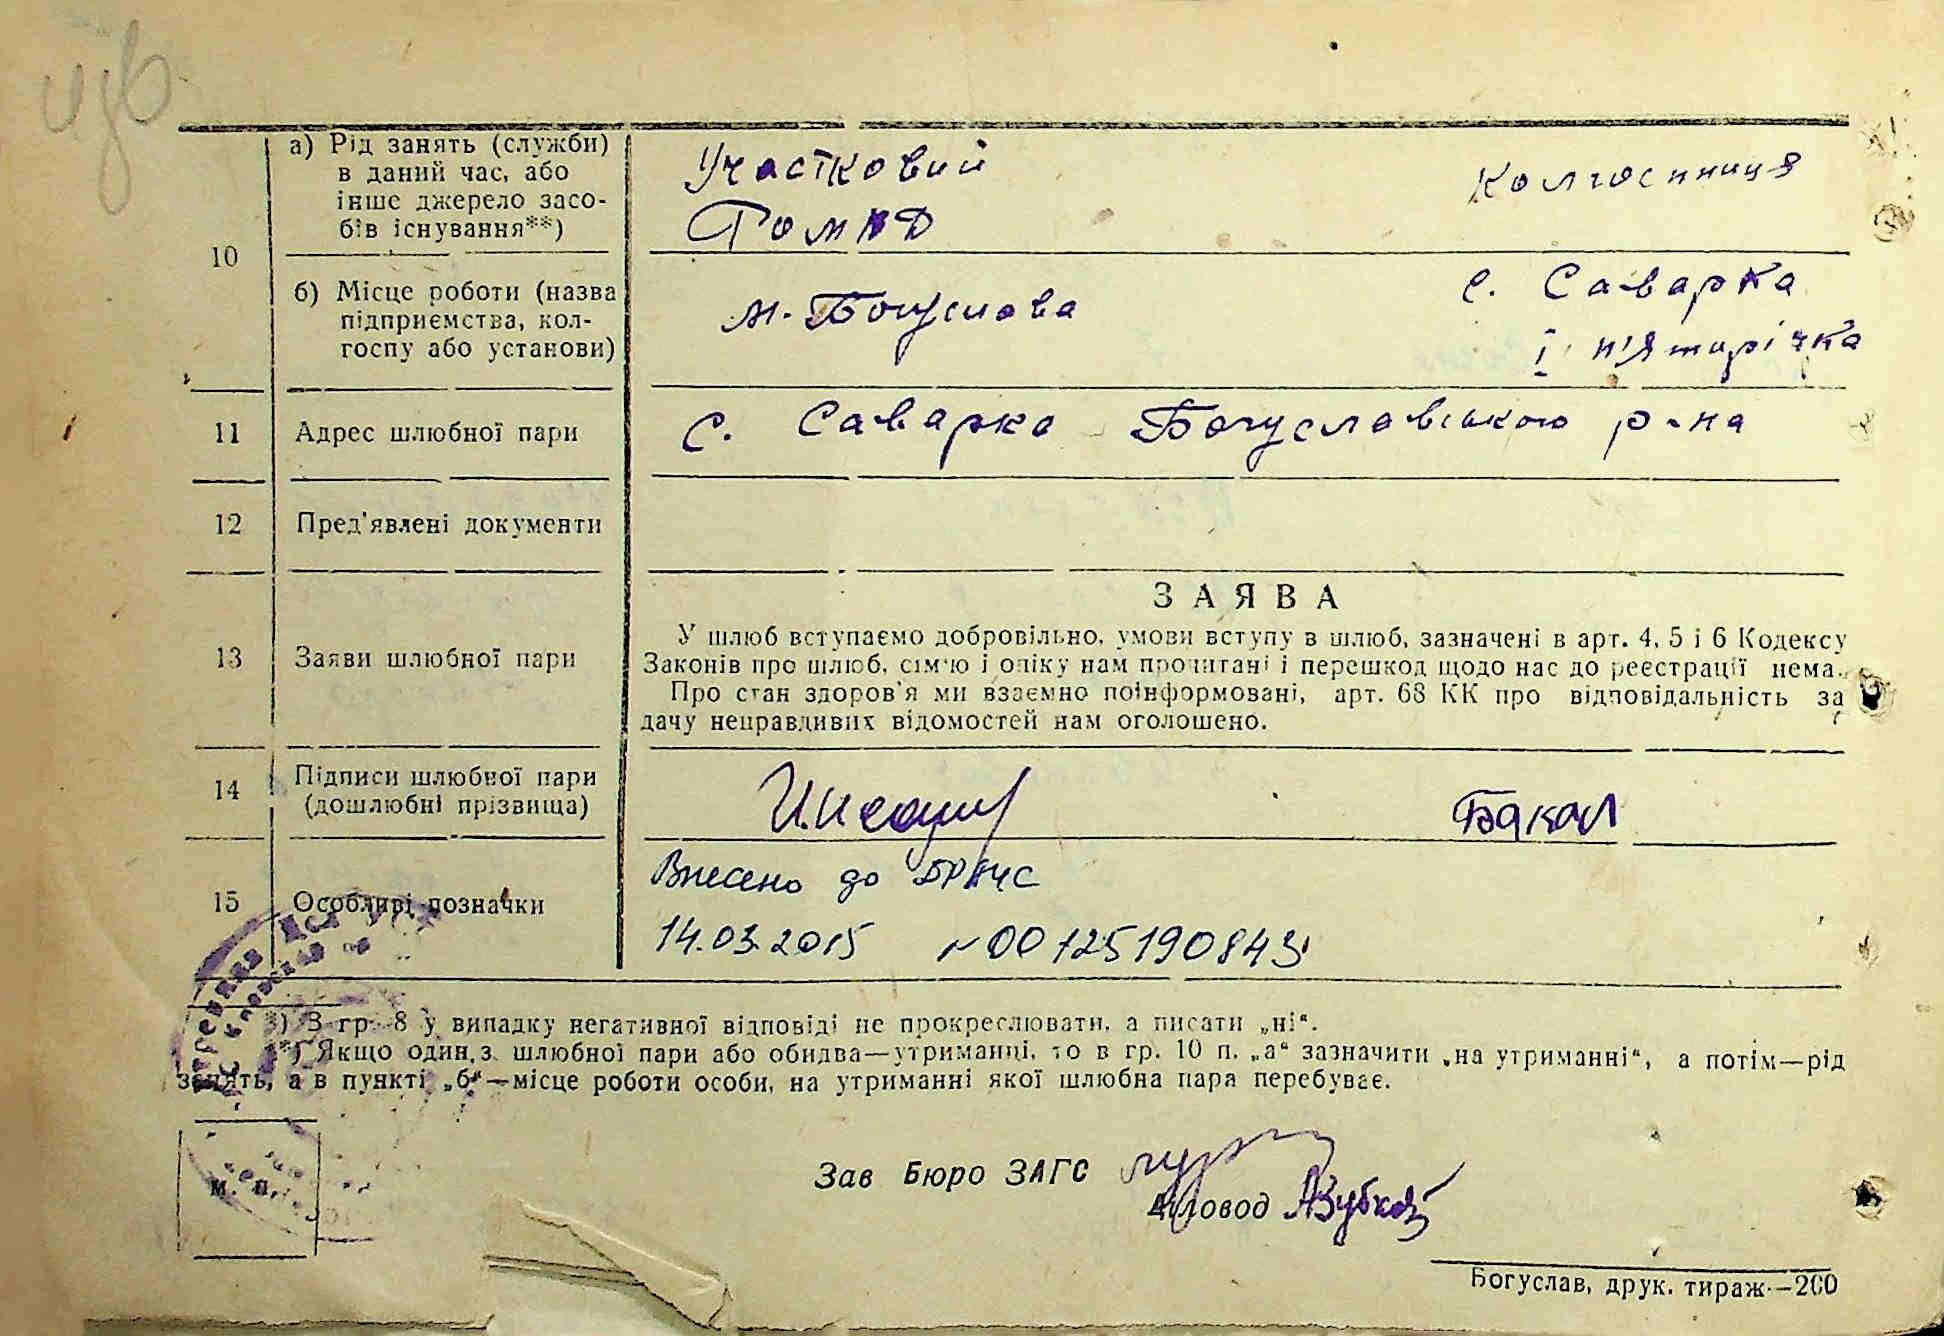 10
а) Рід занять (служби)
в даний час, або
інше джерело засо-
бів існування**)
Участковий
Колгоспниця
б) Місце роботи (назва
підприємства, кол-
госпу або установи)
м. Богуслова
с. Саварка
І п'ятирічка
11 Адрес шлюбної пари с. Саварка Богуславського р-на
12 Пред'явлені документи
13 Заяви шлюбної пари
ЗАЯВА
У шлюб вступаємо добровільно, умови вступу в шлюб, зазначені в арт. 4, 5 і 6 Кодексу
Законів про шлюб, сім'ю і опіку нам прочитані і перешкод щодо нас до реєстрації нема.
Про стан здоров'я ми взаємно поінформовані, арт. 68 КК про відповідальність за
дачу неправдивих відомостей нам оголошено.
14 Підписи шлюбної пари
(дошлюбні прізвища)
Бакал
15 Особливі позначки
Внесено до ДРАЦС
14.03.2015 №00125190843
*) В гр. 8 у випадку негативної відповіді не прокреслювати, а писати „ні“.
**) Якщо один з шлюбної пари або обидва—утриманці, то в гр. 10 п. „а“ зазначити „на утриманні“, а потім—рід
занять, а в пункті „б“—місце роботи особи, на утриманні якої шлюбна пара перебуває.
м. п.
Зав Бюро ЗАГС
Діловод
Богуслав, друк. тираж—200